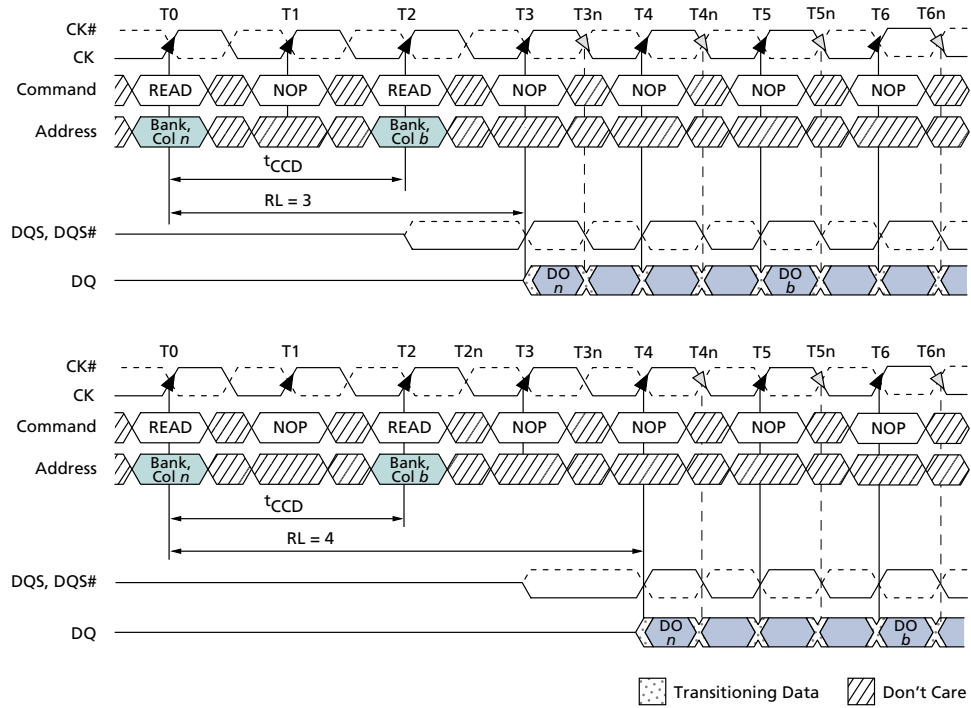 T0 T1 T2 T3 T3n T4 T4n T5 T5n T6 T6n
CK#
CK
Command READ NOP READ NOP NOP NOP NOP
Address Bank, Col n Bank, Col b
tCCD
RL = 3
DQS, DQS#
DQ DO n DO b
T0 T1 T2 T2n T3 T3n T4 T4n T5 T5n T6 T6n
CK#
CK
Command READ NOP READ NOP NOP NOP NOP
Address Bank, Col n Bank, Col b
tCCD
RL = 4
DQS, DQS#
DQ DO n DO b
Transitioning Data Don't Care